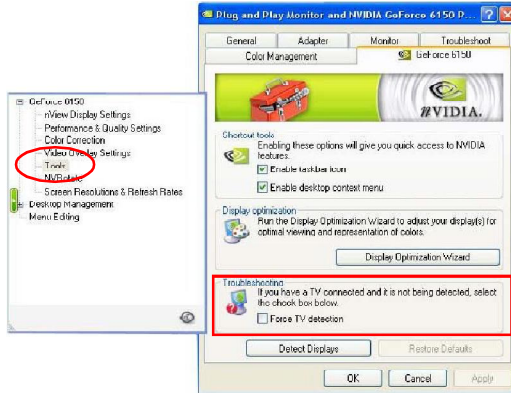 GeForce 6150
nView Display Settings
Performance & Quality Settings
Color Correction
Video Overlay Settings
Tools
NVRotate
Screen Resolutions & Refresh Rates
Desktop Management
Menu Editing
Plug and Play Monitor and NVIDIA GeForce 6150 D...
General
Adapter
Monitor
Troubleshoot
Color Management
GeForce 6150
NVIDIA.
Shortcut tools
Enabling these options will give you quick access to NVIDIA
features.
Enable taskbar icon
Enable desktop context menu
Display optimization
Run the Display Optimization Wizard to adjust your display(s) for
optimal viewing and representation of colors.
Display Optimization Wizard
Troubleshooting
If you have a TV connected and it is not being detected, select
the check box below.
Force TV detection
Detect Displays
Restore Defaults
OK
Cancel
Apply